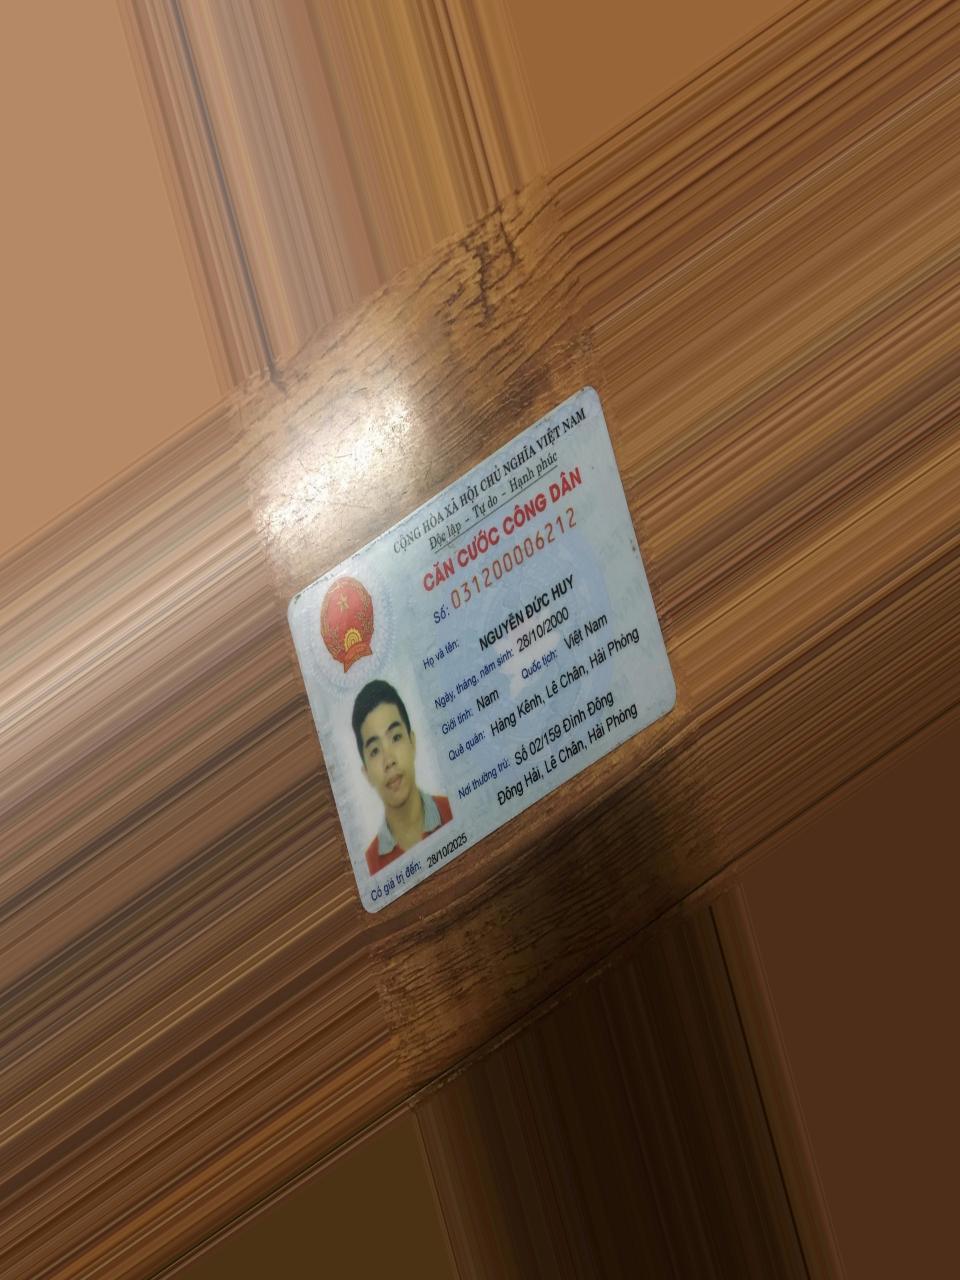 CỘNG HÒA XÃ HỘI CHỦ NGHĨA VIỆT NAM
Độc lập - Tự do - Hạnh phúc
CĂN CƯỚC CÔNG DÂN
Số: 031200006212
Họ và tên: NGUYỄN ĐỨC HUY
Ngày, tháng, năm sinh: 28/10/2000
Giới tính: Nam Quốc tịch: Việt Nam
Quê quán: Hàng Kênh, Lê Chân, Hải Phòng
Nơi thường trú: Số 02/159 Đình Đông
Đông Hải, Lê Chân, Hải Phòng
Có giá trị đến: 28/10/2025